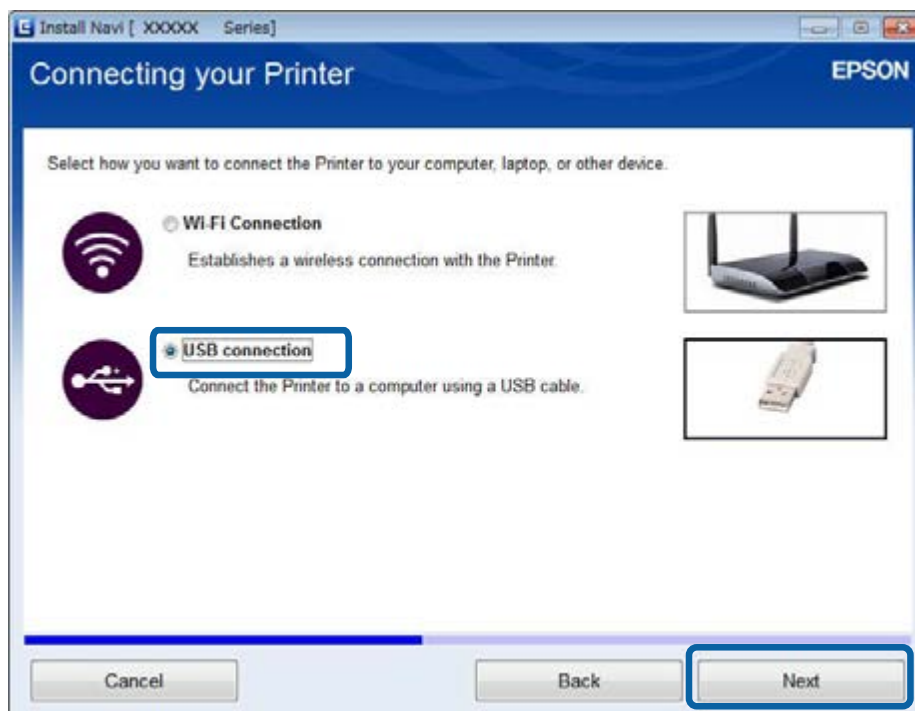 Install Navi [ XXXXX Series]
Connecting your Printer
EPSON
Select how you want to connect the Printer to your computer, laptop, or other device.
Wi-Fi Connection
Establishes a wireless connection with the Printer.
USB connection
Connect the Printer to a computer using a USB cable.
Cancel
Back
Next